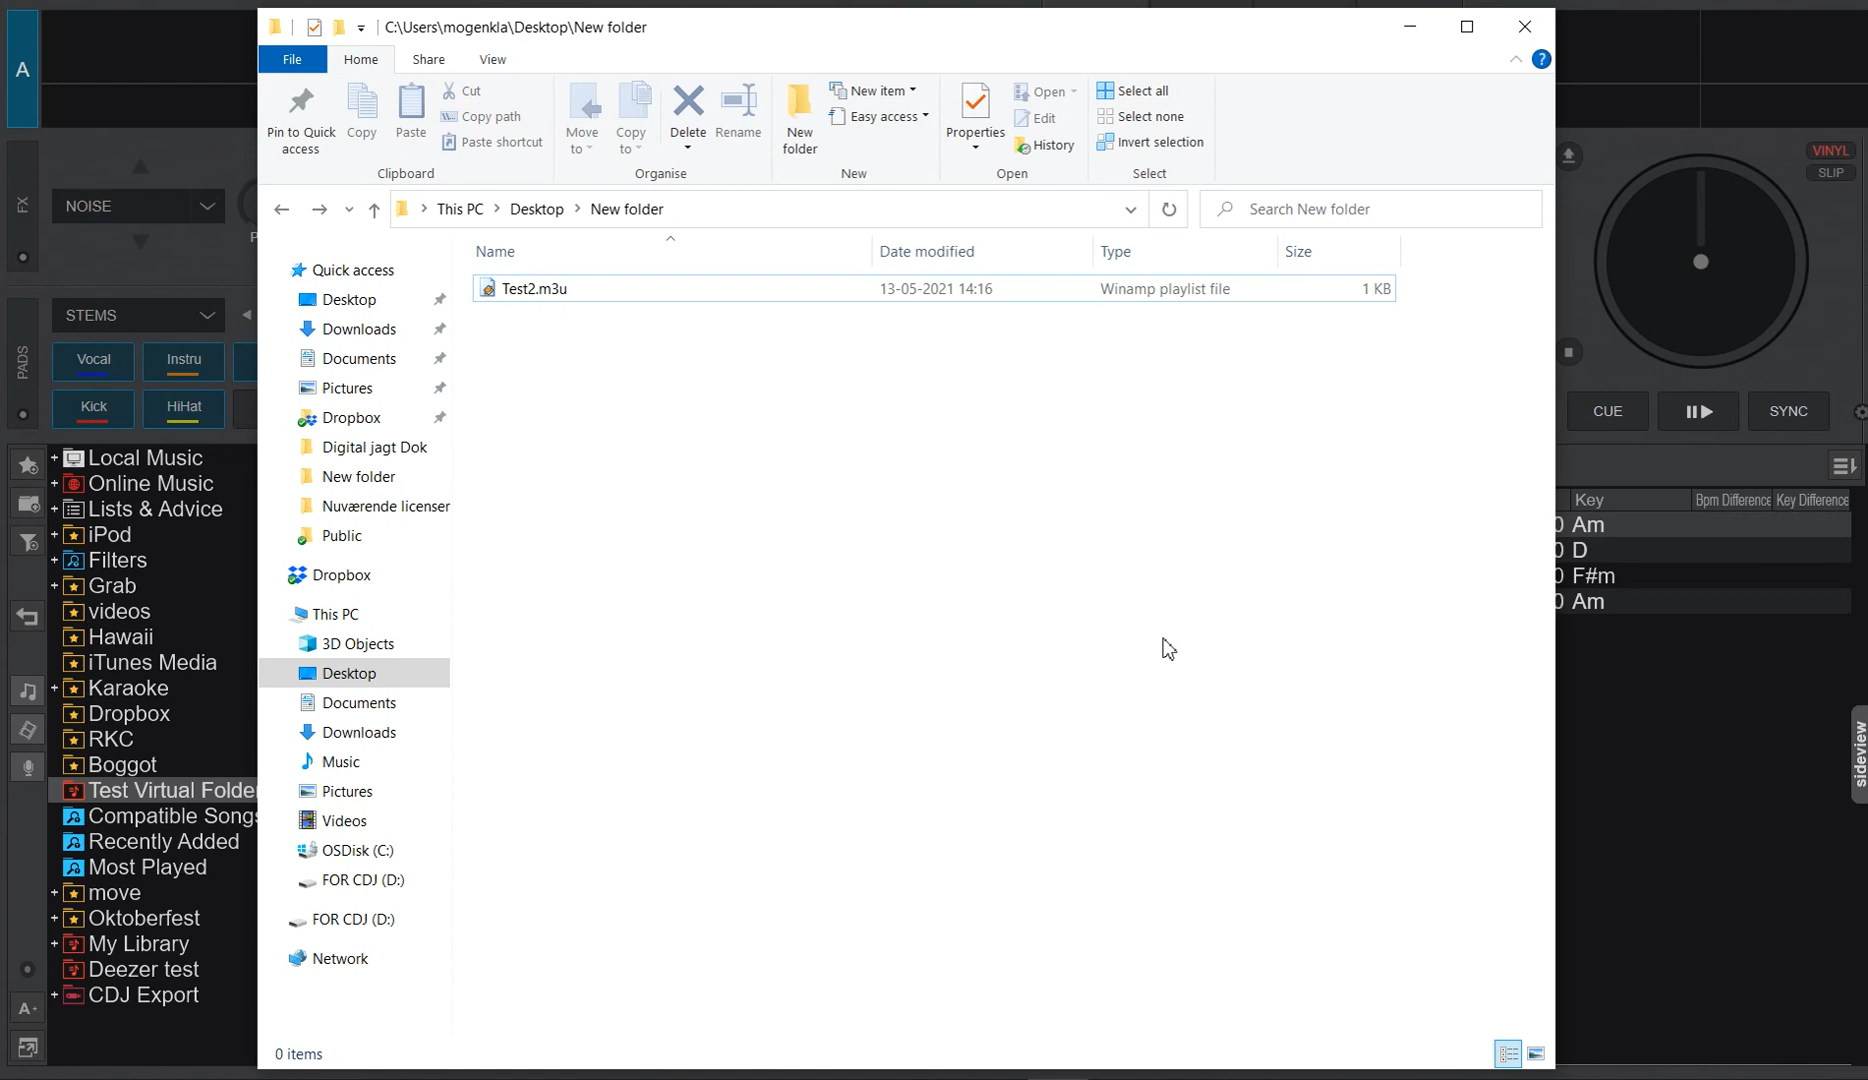 C:\Users\mogenkla\Desktop\New folder
File Home Share View
Pin to Quick access
Copy
Paste
Cut
Copy path
Paste shortcut
Clipboard
Move to
Copy to
Delete
Rename
Organise
New folder
New item
Easy access
New
Properties
Open
Edit
History
Open
Select all
Select none
Invert selection
Select
This PC > Desktop > New folder
Search New folder
Name Date modified Type Size
Test2.m3u 13-05-2021 14:16 Winamp playlist file 1 KB
Quick access
Desktop
Downloads
Documents
Pictures
Dropbox
Digital jagt Dok
New folder
Nuværende licenser
Public
Dropbox
This PC
3D Objects
Desktop
Documents
Downloads
Music
Pictures
Videos
OSDisk (C:)
FOR CDJ (D:)
FOR CDJ (D:)
Network
0 items
A
FX
NOISE
PADS
STEMS
Vocal Instru
Kick HiHat
Local Music
Online Music
Lists & Advice
iPod
Filters
Grab
videos
Hawaii
iTunes Media
Karaoke
Dropbox
RKC
Boggot
Test Virtual Folder
Compatible Songs
Recently Added
Most Played
move
Oktoberfest
My Library
Deezer test
CDJ Export
A+
VINYL
SLIP
CUE
SYNC
Key Bpm Difference Key Difference
0 Am
0 D
0 F#m
0 Am
sideview